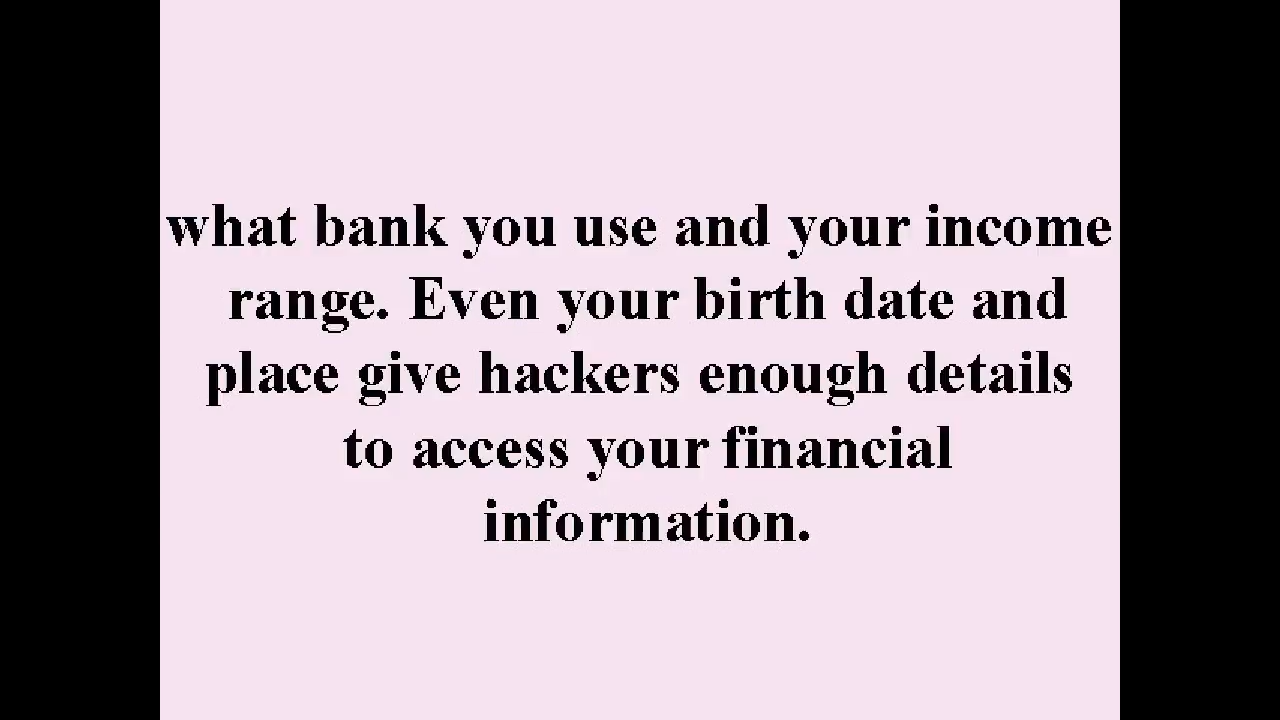 what bank you use and your income
range. Even your birth date and
place give hackers enough details
to access your financial
information.